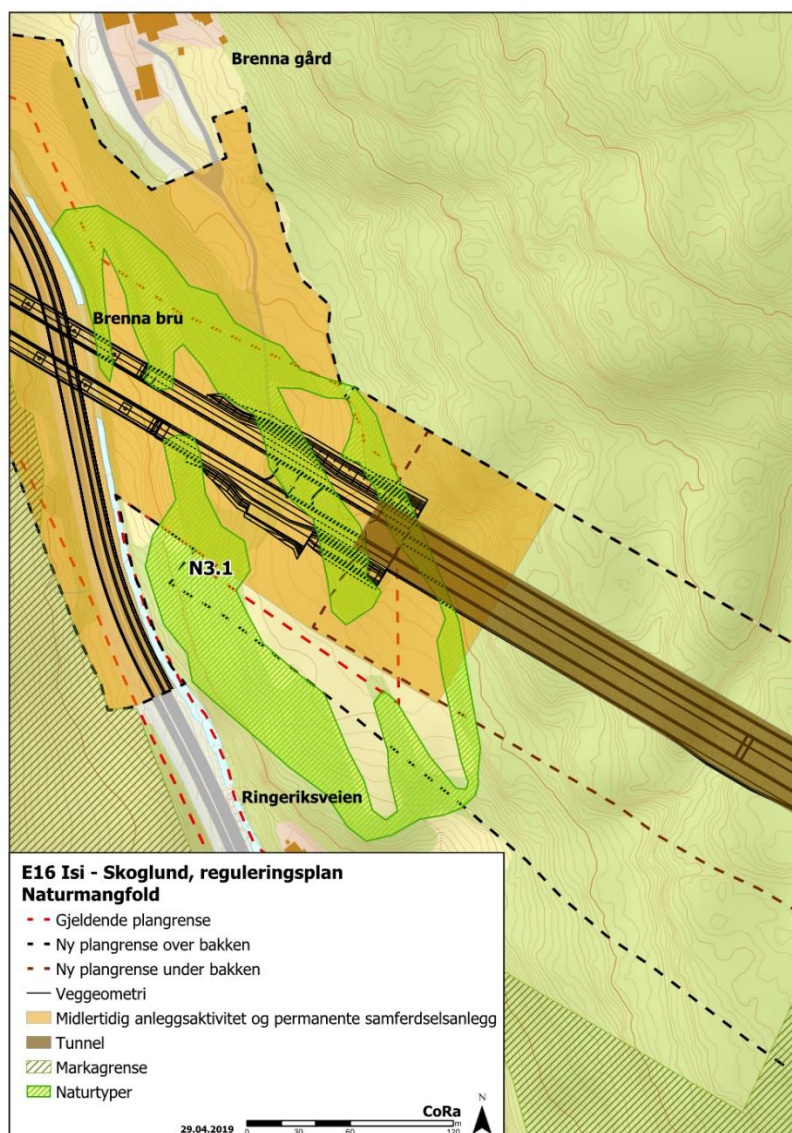 Brenna gård
Brenna bru
N3.1
Ringeriksveien
E16 Isi - Skoglund, reguleringsplan
Naturmangfold
Gjeldende plangrense
Ny plangrense over bakken
Ny plangrense under bakken
Veggeometri
Midlertidig anleggsaktivitet og permanente samferdselsanlegg
Tunnel
Markagrense
Naturtyper
CoRa
N
29.04.2019
0 30 60 120
m